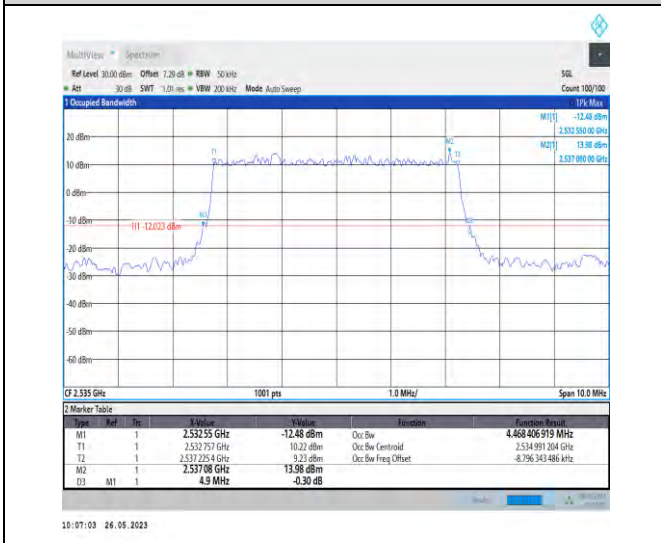 MultiView Spectrum
Ref Level 30.00 dBm Offset 7.29 dB RBW 50 kHz SGL
Att 30 dB SWT 1.01 ms VBW 200 kHz Mode Auto Sweep Count 100/100
1 Occupied Bandwidth 1Pk Max
M1[1] -12.48 dBm
2.532 550 00 GHz
M2[1] 13.98 dBm
2.537 080 00 GHz
20 dBm
M2
T1
T2
10 dBm
0 dBm
M1
-10 dBm
H1 -12.023 dBm
-20 dBm
-30 dBm
-40 dBm
-50 dBm
-60 dBm
CF 2.535 GHz 1001 pts 1.0 MHz/ Span 10.0 MHz
2 Marker Table
Type Ref Trc X-Value Y-Value Function Function Result
M1 1 2.53255 GHz -12.48 dBm Occ Bw 4.468 406 919 MHz
T1 1 2.532 757 GHz 10.22 dBm Occ Bw Centroid 2.534 991 204 GHz
T2 1 2.537 225 4 GHz 9.23 dBm Occ Bw Freq Offset -8.796 343 486 kHz
M2 1 2.53708 GHz 13.98 dBm
D3 M1 1 4.9 MHz -0.30 dB
10:07:03 26.05.2023